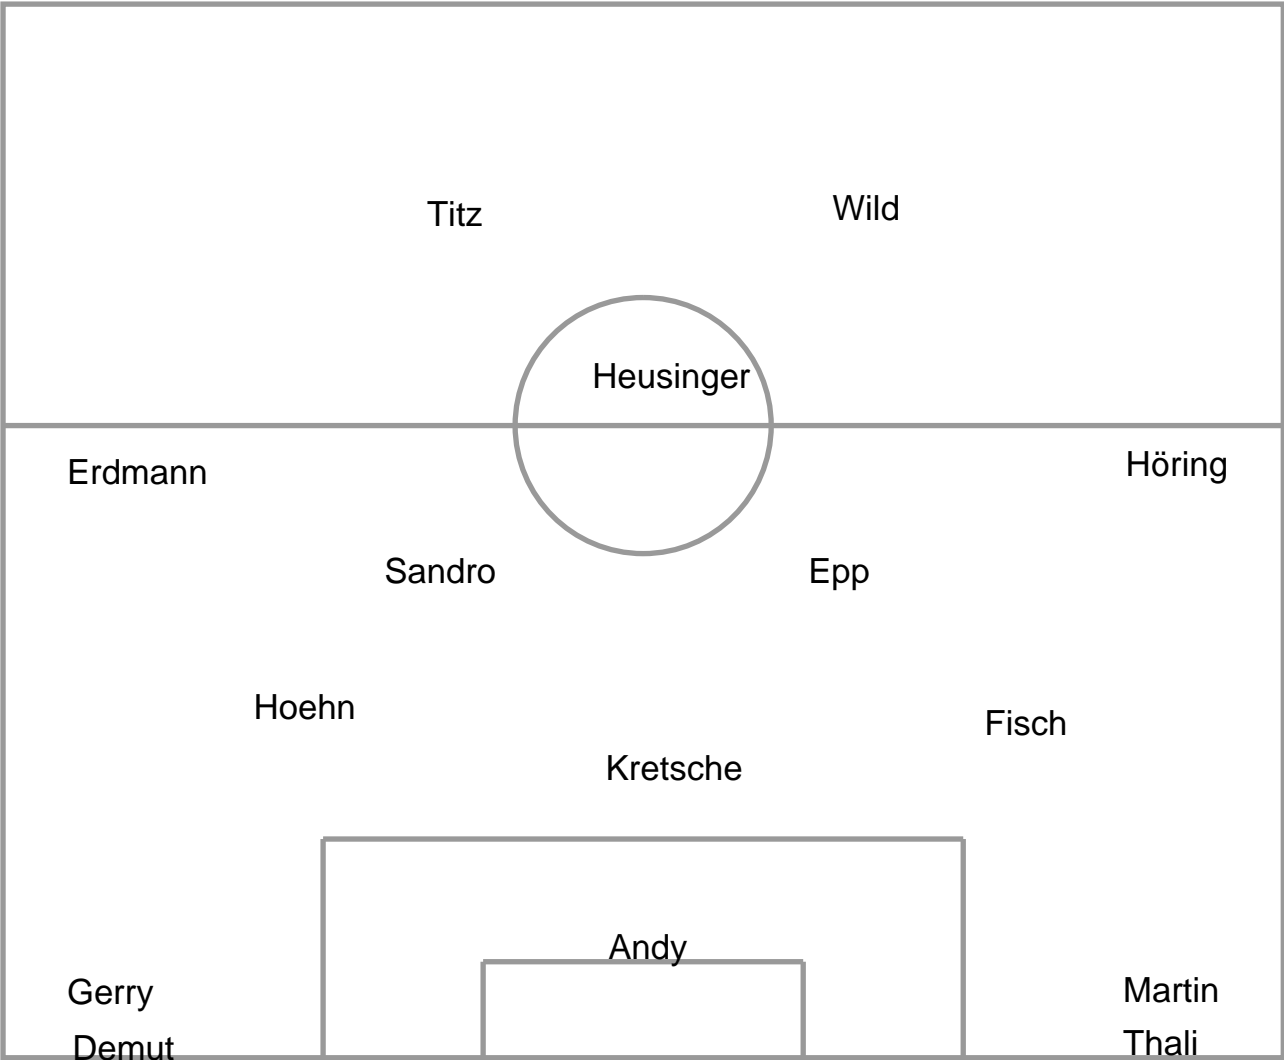 Titz
Wild
Heusinger
Erdmann
Höring
Sandro
Epp
Hoehn
Fisch
Kretsche
Andy
Gerry
Martin
Demut
Thali